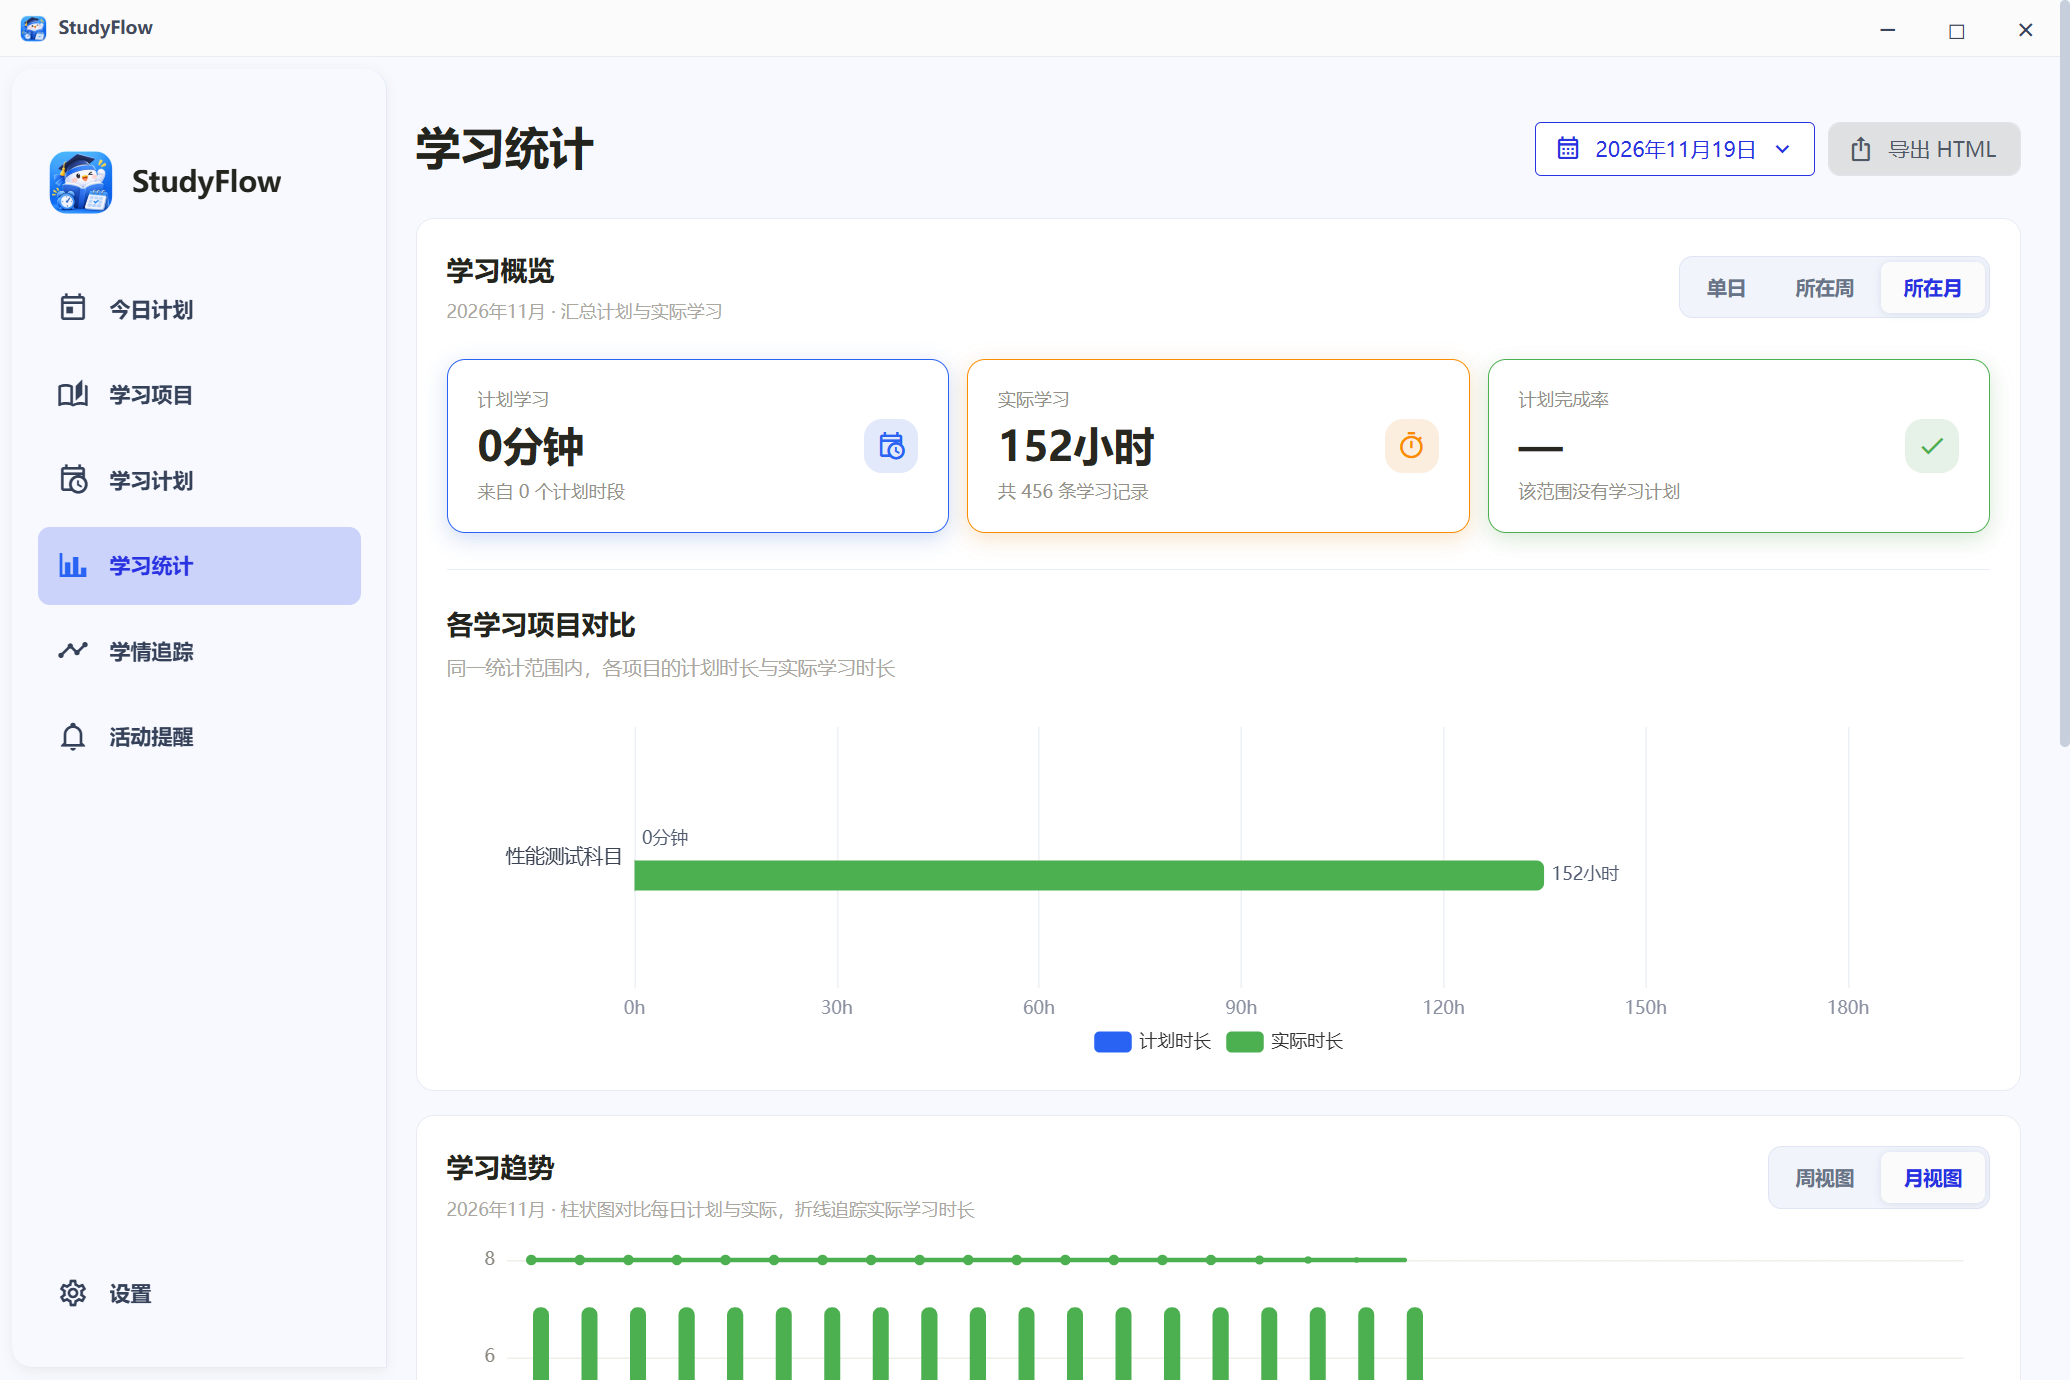 StudyFlow
StudyFlow
今日计划
学习项目
学习计划
学习统计
学情追踪
活动提醒
设置
学习统计
2026年11月19日
导出 HTML
学习概览
2026年11月 · 汇总计划与实际学习
单日
所在周
所在月
计划学习
0分钟
来自 0 个计划时段
实际学习
152小时
共 456 条学习记录
计划完成率
—
该范围没有学习计划
各学习项目对比
同一统计范围内，各项目的计划时长与实际学习时长
性能测试科目
0分钟
152小时
0h
30h
60h
90h
120h
150h
180h
计划时长
实际时长
学习趋势
2026年11月 · 柱状图对比每日计划与实际，折线追踪实际学习时长
周视图
月视图
8
6